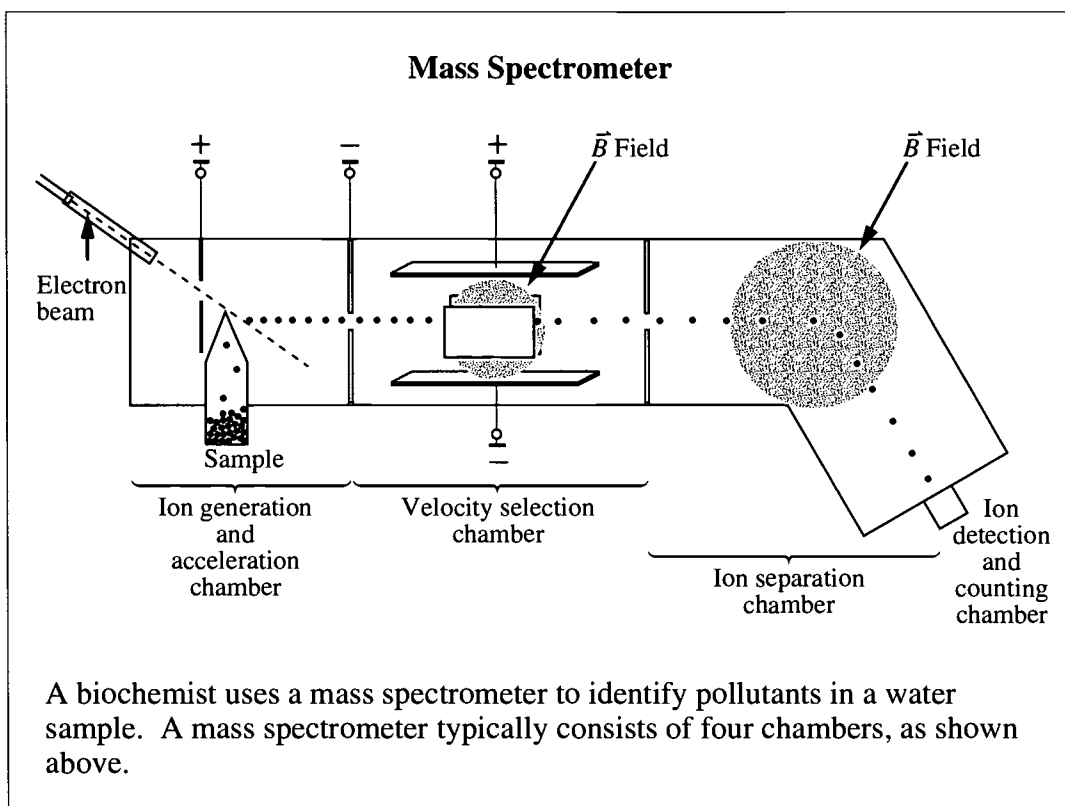 Mass Spectrometer
+
−
+
B⃗ Field
B⃗ Field
Electron
beam
Sample
−
Ion generation
and
acceleration
chamber
Velocity selection
chamber
Ion separation
chamber
Ion
detection
and
counting
chamber
A biochemist uses a mass spectrometer to identify pollutants in a water
sample. A mass spectrometer typically consists of four chambers, as shown
above.